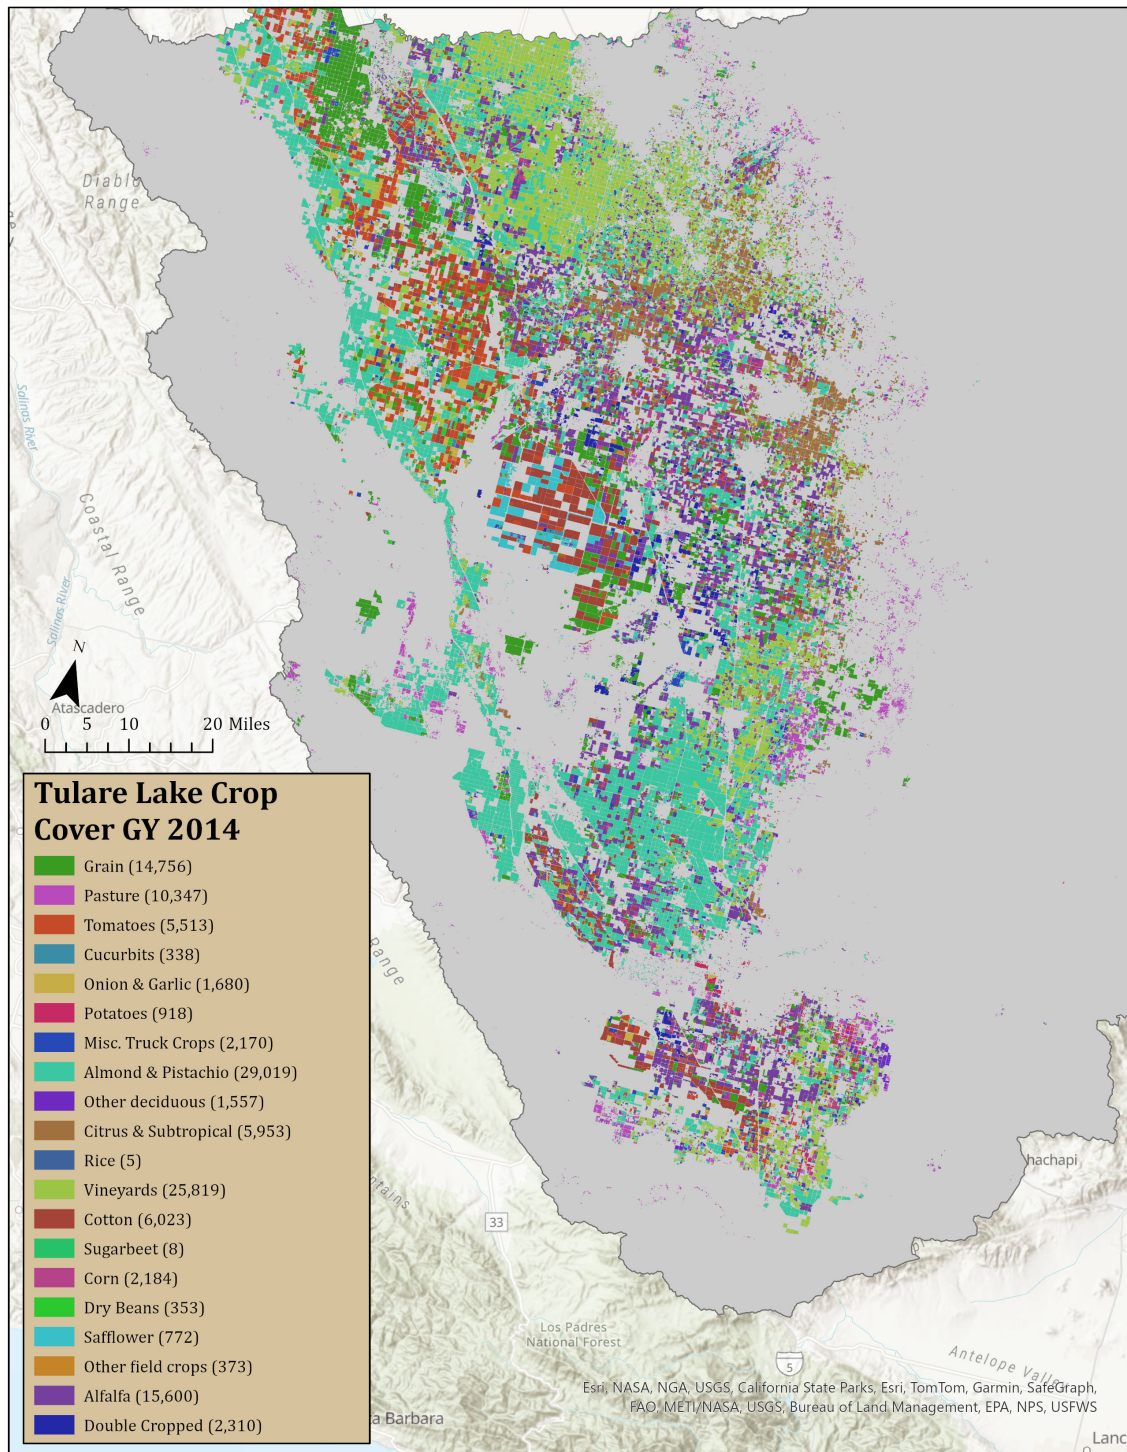 Diablo
Range
Salinas River
Coastal Range
Salinas River
N
Atascadero
0 5 10 20 Miles
Tulare Lake Crop
Cover GY 2014
Grain (14,756)
Pasture (10,347)
Tomatoes (5,513)
Cucurbits (338)
Onion & Garlic (1,680)
Potatoes (918)
Misc. Truck Crops (2,170)
Almond & Pistachio (29,019)
Other deciduous (1,557)
Citrus & Subtropical (5,953)
Rice (5)
Vineyards (25,819)
Cotton (6,023)
Sugarbeet (8)
Corn (2,184)
Dry Beans (353)
Safflower (772)
Other field crops (373)
Alfalfa (15,600)
Double Cropped (2,310)
Range
ntains
33
hachapi
Los Padres
National Forest
5
Antelope Valley
Esri, NASA, NGA, USGS, California State Parks, Esri, TomTom, Garmin, SafeGraph,
FAO, METI/NASA, USGS, Bureau of Land Management, EPA, NPS, USFWS
a Barbara
Lanc